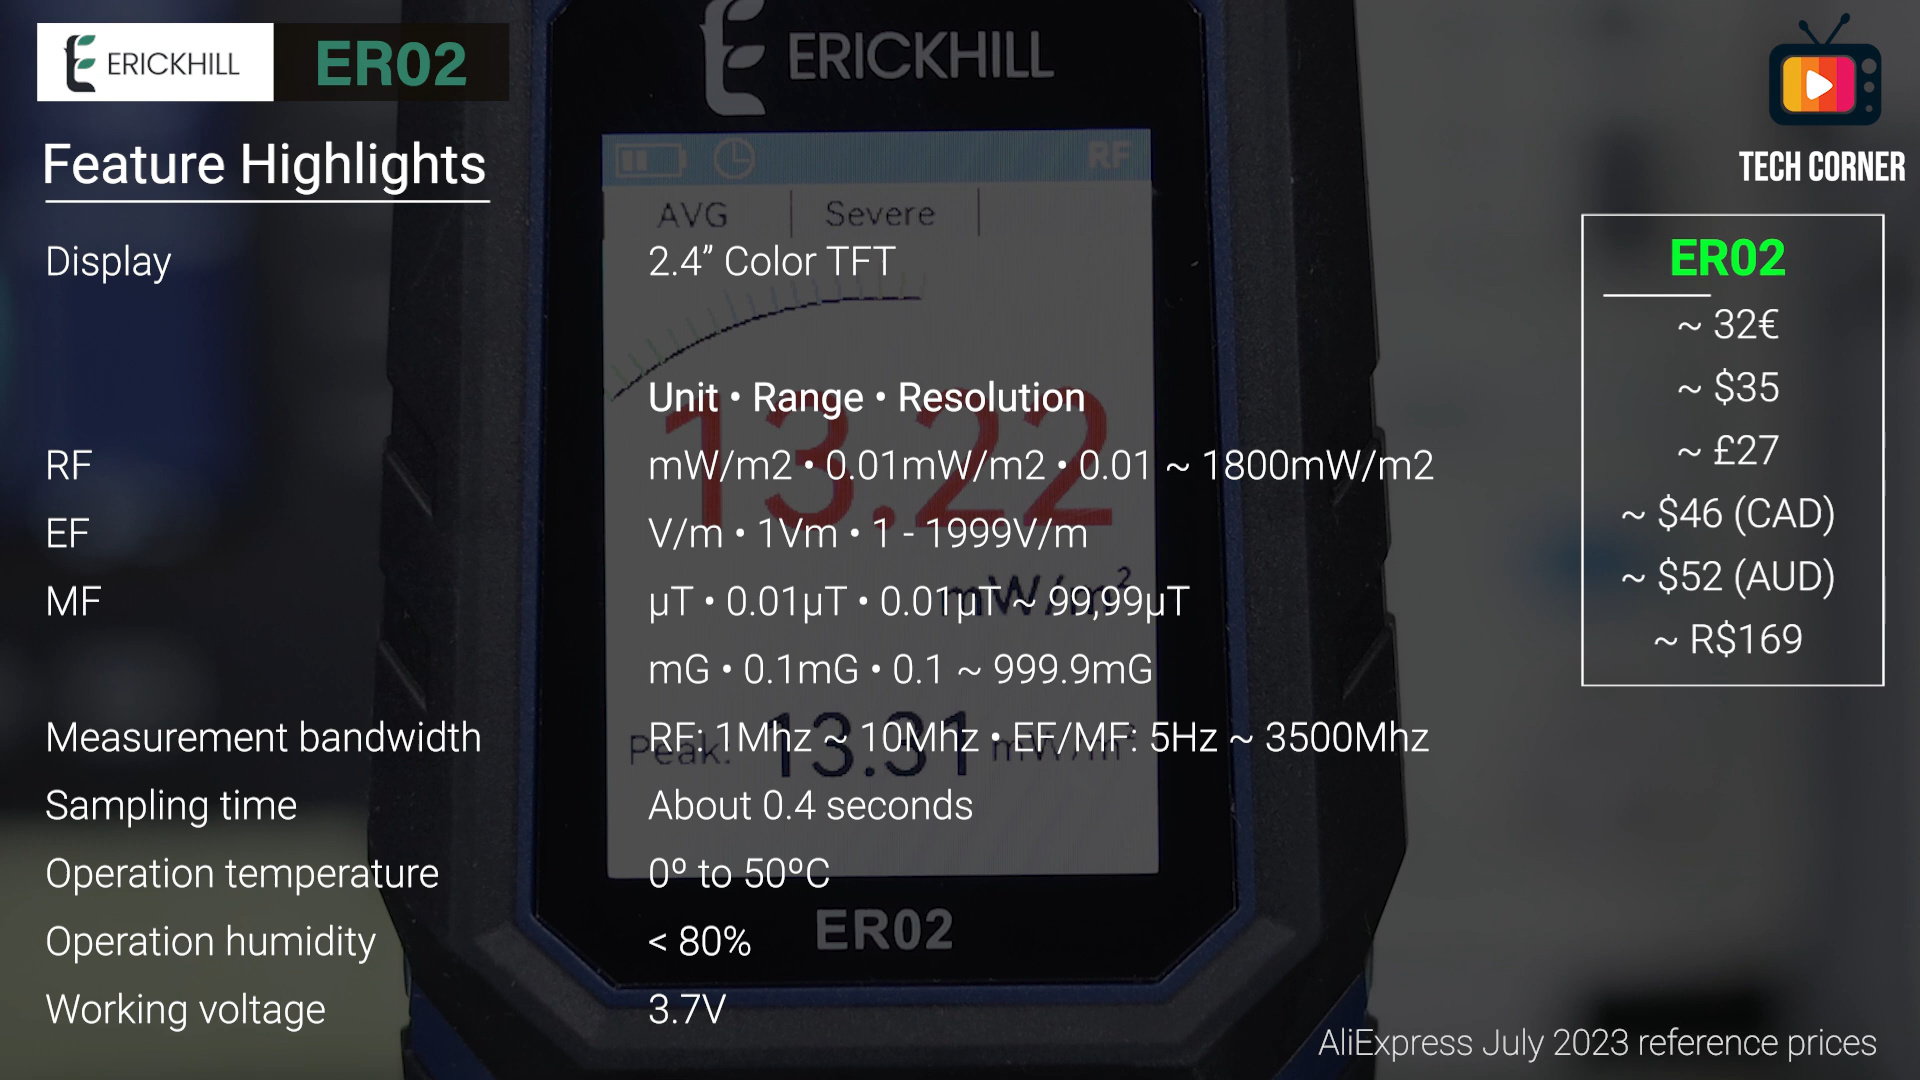 ERICKHILL ER02
ERICKHILL
TECH CORNER
Feature Highlights
RF
AVG Severe
Display 2.4” Color TFT
Unit • Range • Resolution
13.22
RF mW/m2 • 0.01mW/m2 • 0.01 ~ 1800mW/m2
EF V/m • 1Vm • 1 - 1999V/m
mW/m²
MF µT • 0.01µT • 0.01µT ~ 99,99µT
mG • 0.1mG • 0.1 ~ 999.9mG
Measurement bandwidth RF: 1Mhz ~ 10Mhz • EF/MF: 5Hz ~ 3500Mhz
Peak: 13.31 mW/m²
Sampling time About 0.4 seconds
Operation temperature 0º to 50ºC
Operation humidity < 80%
ER02
Working voltage 3.7V
ER02
~ 32€
~ $35
~ £27
~ $46 (CAD)
~ $52 (AUD)
~ R$169
AliExpress July 2023 reference prices